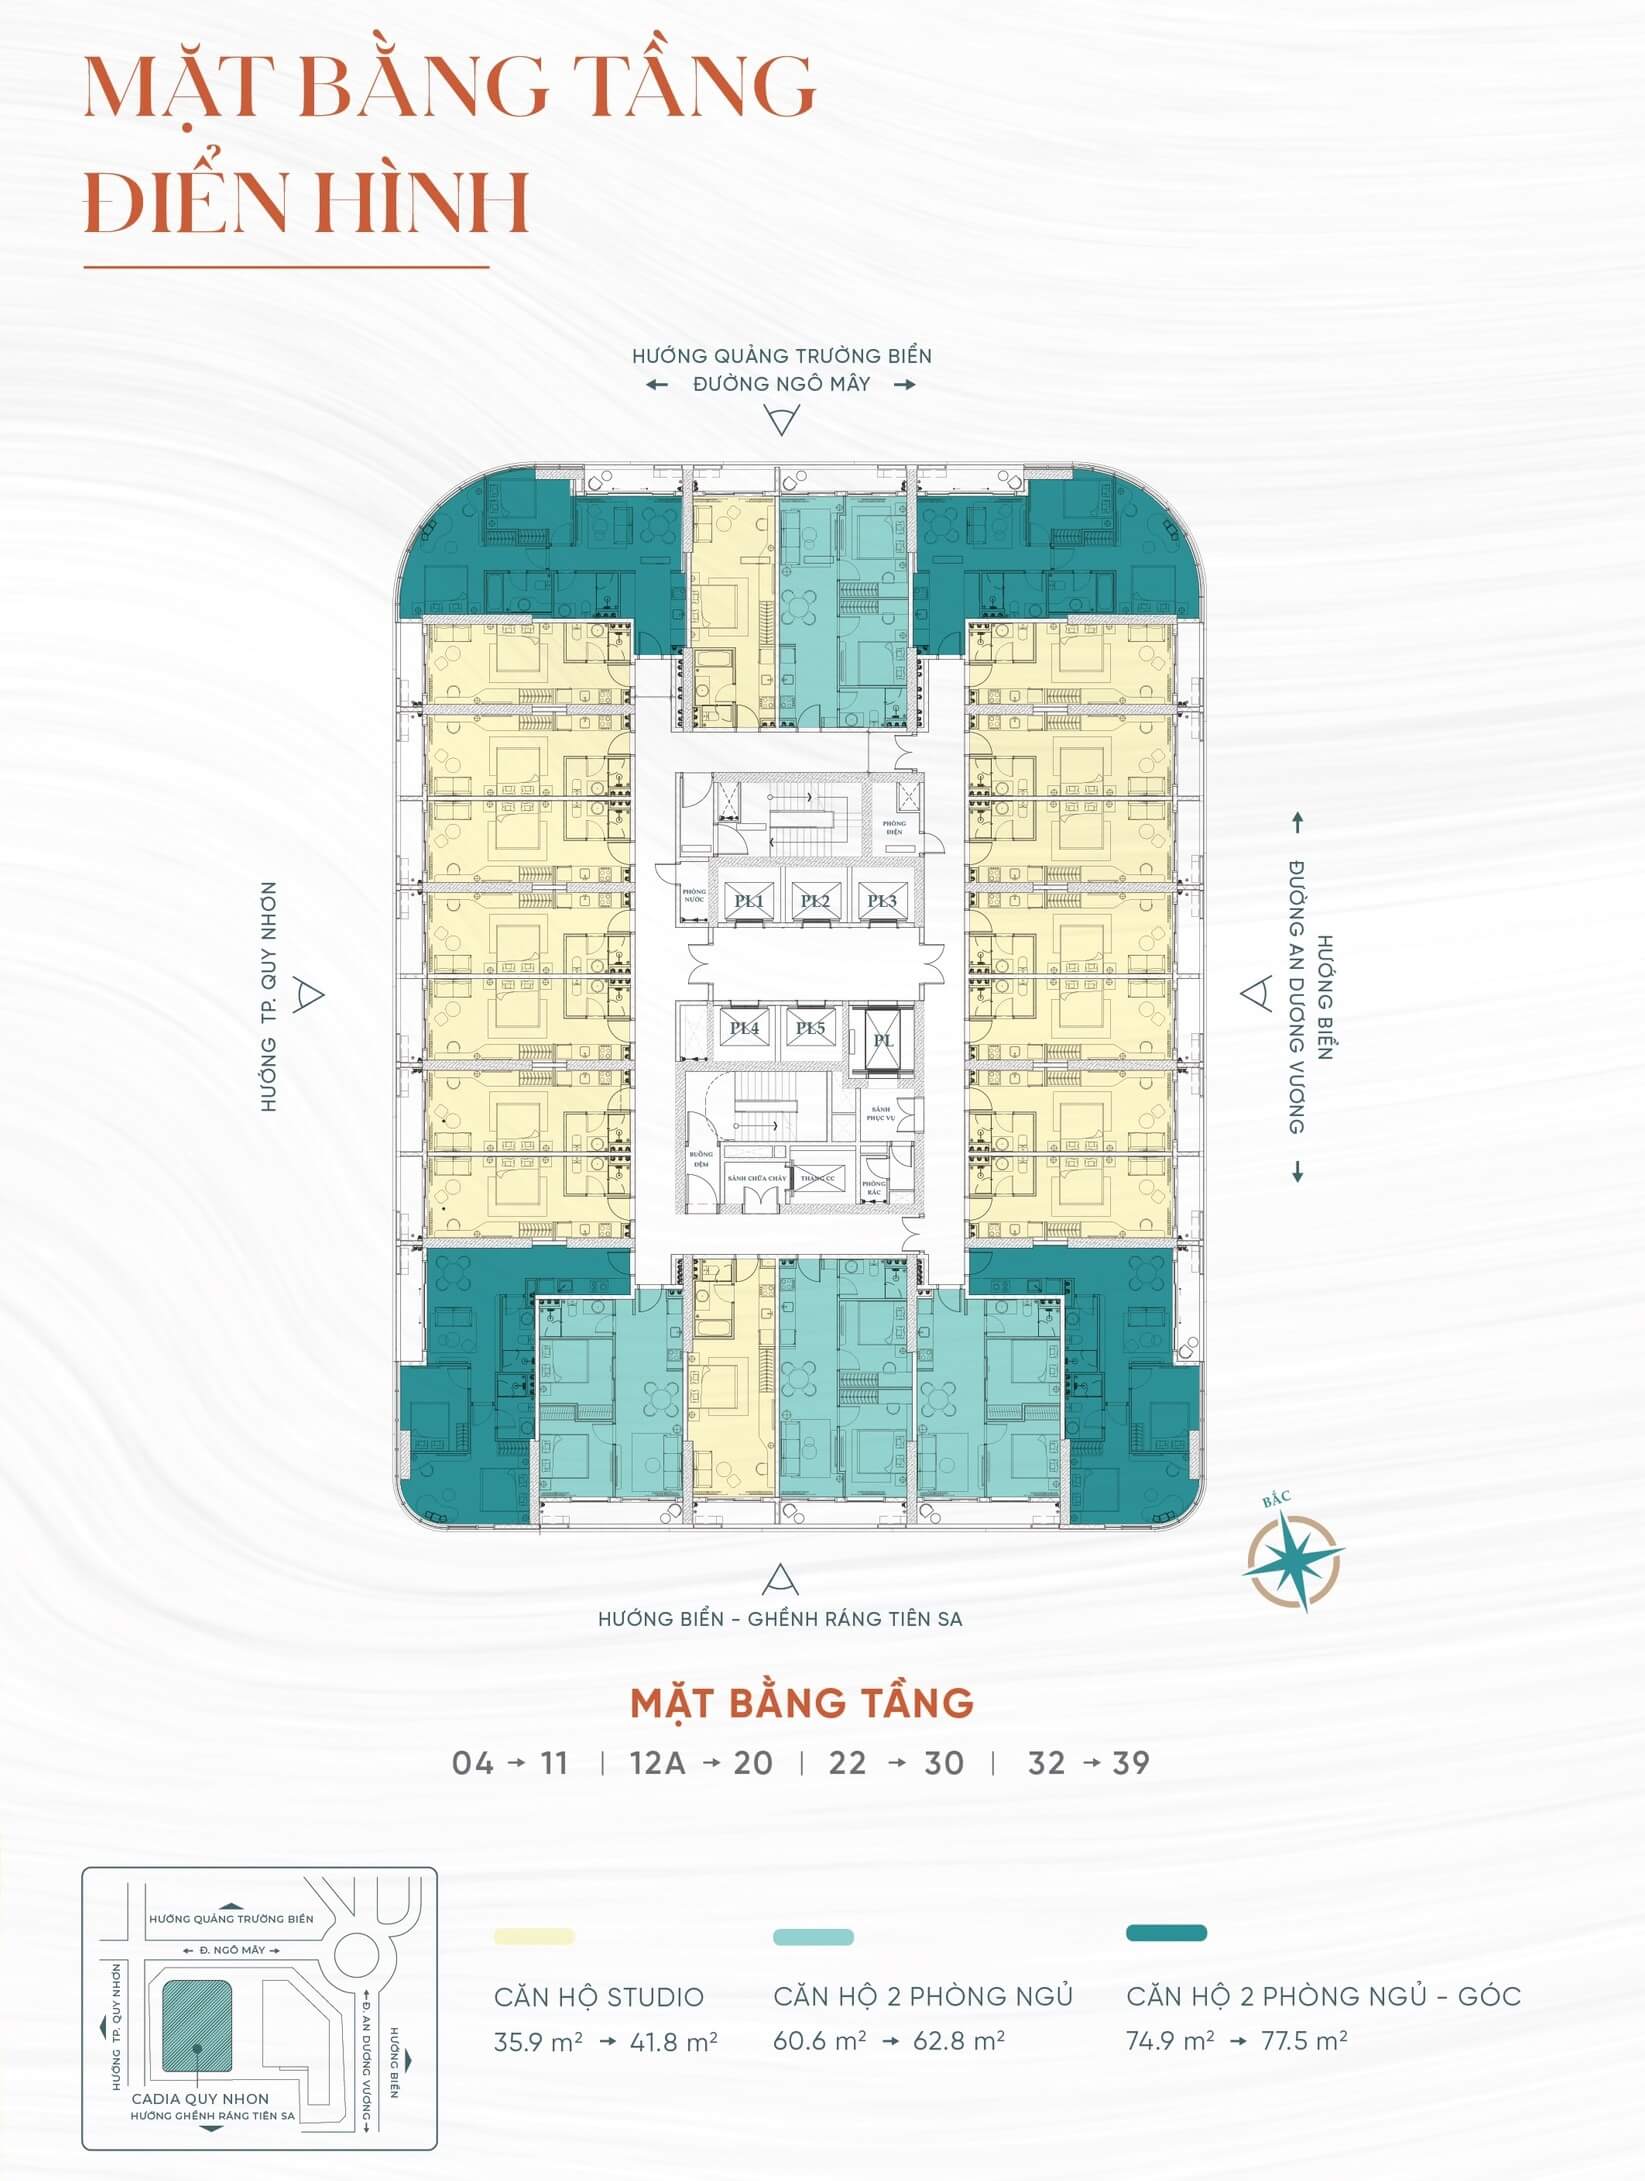 MẶT BẰNG TẦNG
ĐIỂN HÌNH
HƯỚNG QUẢNG TRƯỜNG BIỂN
← ĐƯỜNG NGÔ MÂY →
PHÒNG
ĐIỆN
PHÒNG
NƯỚC
PL1
PL2
PL3
HƯỚNG TP. QUY NHƠN
ĐƯỜNG AN DƯƠNG VƯƠNG
HƯỚNG BIỂN
PL4
PL5
PL
SẢNH
PHỤC VỤ
BUỒNG
ĐỆM
SẢNH CHỮA CHÁY
THANG CC
PHÒNG
RÁC
BẮC
HƯỚNG BIỂN - GHỀNH RÁNG TIÊN SA
MẶT BẰNG TẦNG
04 → 11 | 12A → 20 | 22 → 30 | 32 → 39
HƯỚNG QUẢNG TRƯỜNG BIỂN
← Đ. NGÔ MÂY →
HƯỚNG TP. QUY NHƠN
← Đ. AN DƯƠNG VƯƠNG →
HƯỚNG BIỂN
CADIA QUY NHON
HƯỚNG GHỀNH RÁNG TIÊN SA
CĂN HỘ STUDIO
35.9 m² → 41.8 m²
CĂN HỘ 2 PHÒNG NGỦ
60.6 m² → 62.8 m²
CĂN HỘ 2 PHÒNG NGỦ - GÓC
74.9 m² → 77.5 m²